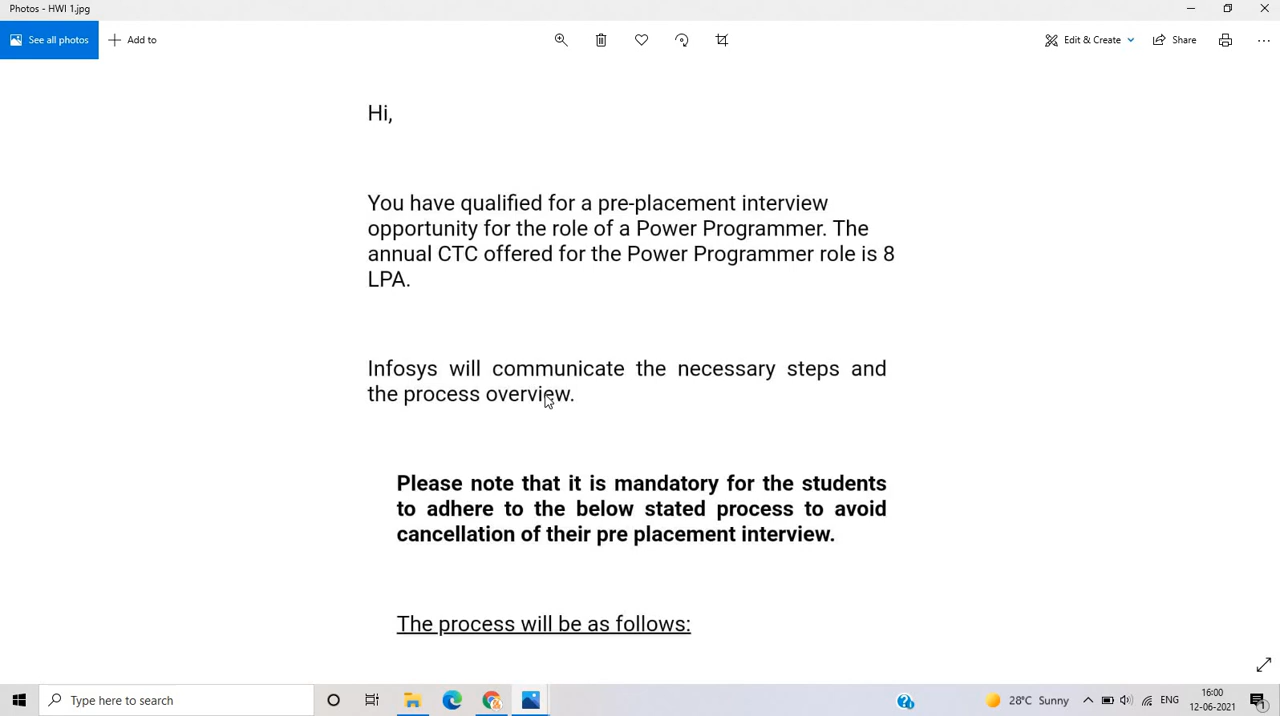 Photos - HWI 1.jpg
See all photos
Add to
Edit & Create
Share
Hi,
You have qualified for a pre-placement interview
opportunity for the role of a Power Programmer. The
annual CTC offered for the Power Programmer role is 8
LPA.
Infosys will communicate the necessary steps and
the process overview.
Please note that it is mandatory for the students
to adhere to the below stated process to avoid
cancellation of their pre placement interview.
The process will be as follows:
Type here to search
28°C Sunny
ENG
16:00
12-06-2021